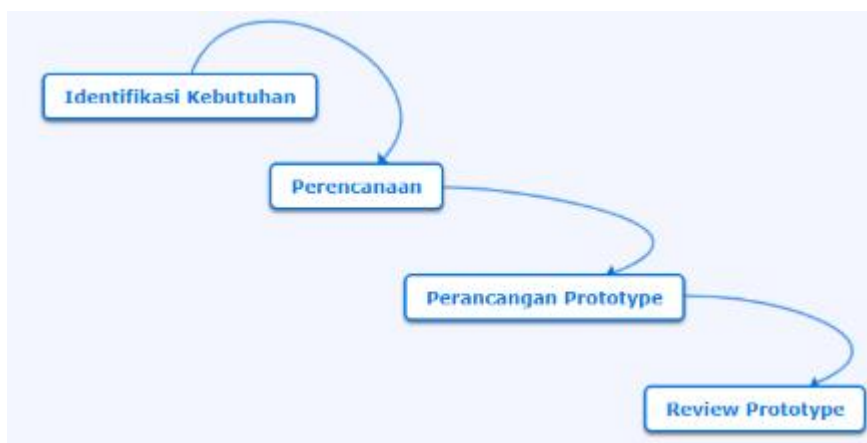 Identifikasi Kebutuhan
Perencanaan
Perancangan Prototype
Review Prototype